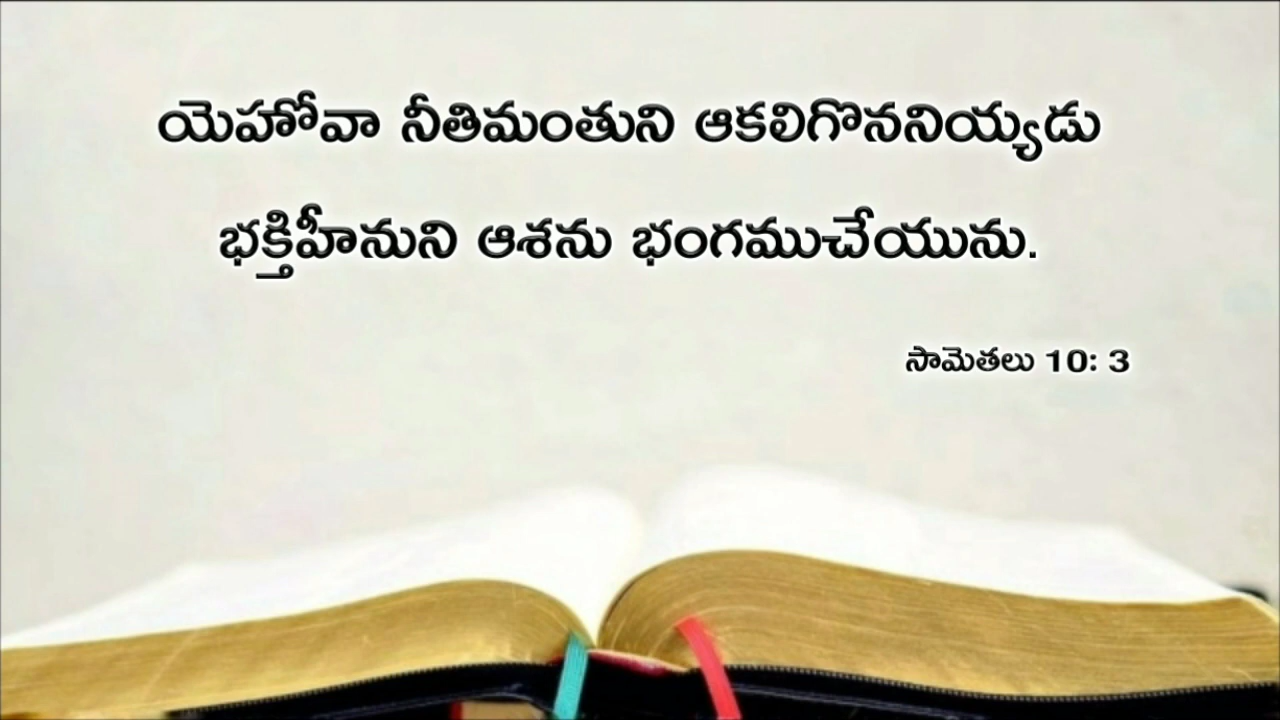 యెహోవా నీతిమంతుని ఆకలిగొననియ్యడు
భక్తిహీనుని ఆశను భంగముచేయును.
సామెతలు 10: 3